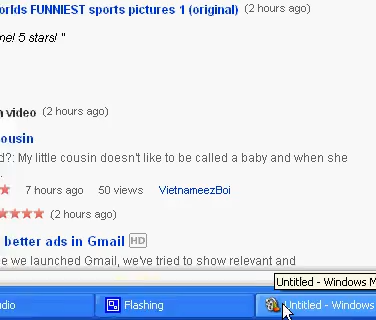 orlds FUNNIEST sports pictures 1 (original) (2 hours ago)
me! 5 stars! "
video (2 hours ago)
ousin
d?: My little cousin doesn't like to be called a baby and when she
.
7 hours ago 50 views VietnameezBoi
(2 hours ago)
better ads in Gmail HD
e we launched Gmail, we've tried to show relevant and
Untitled - Windows M
dio Flashing Untitled - Windows Mo